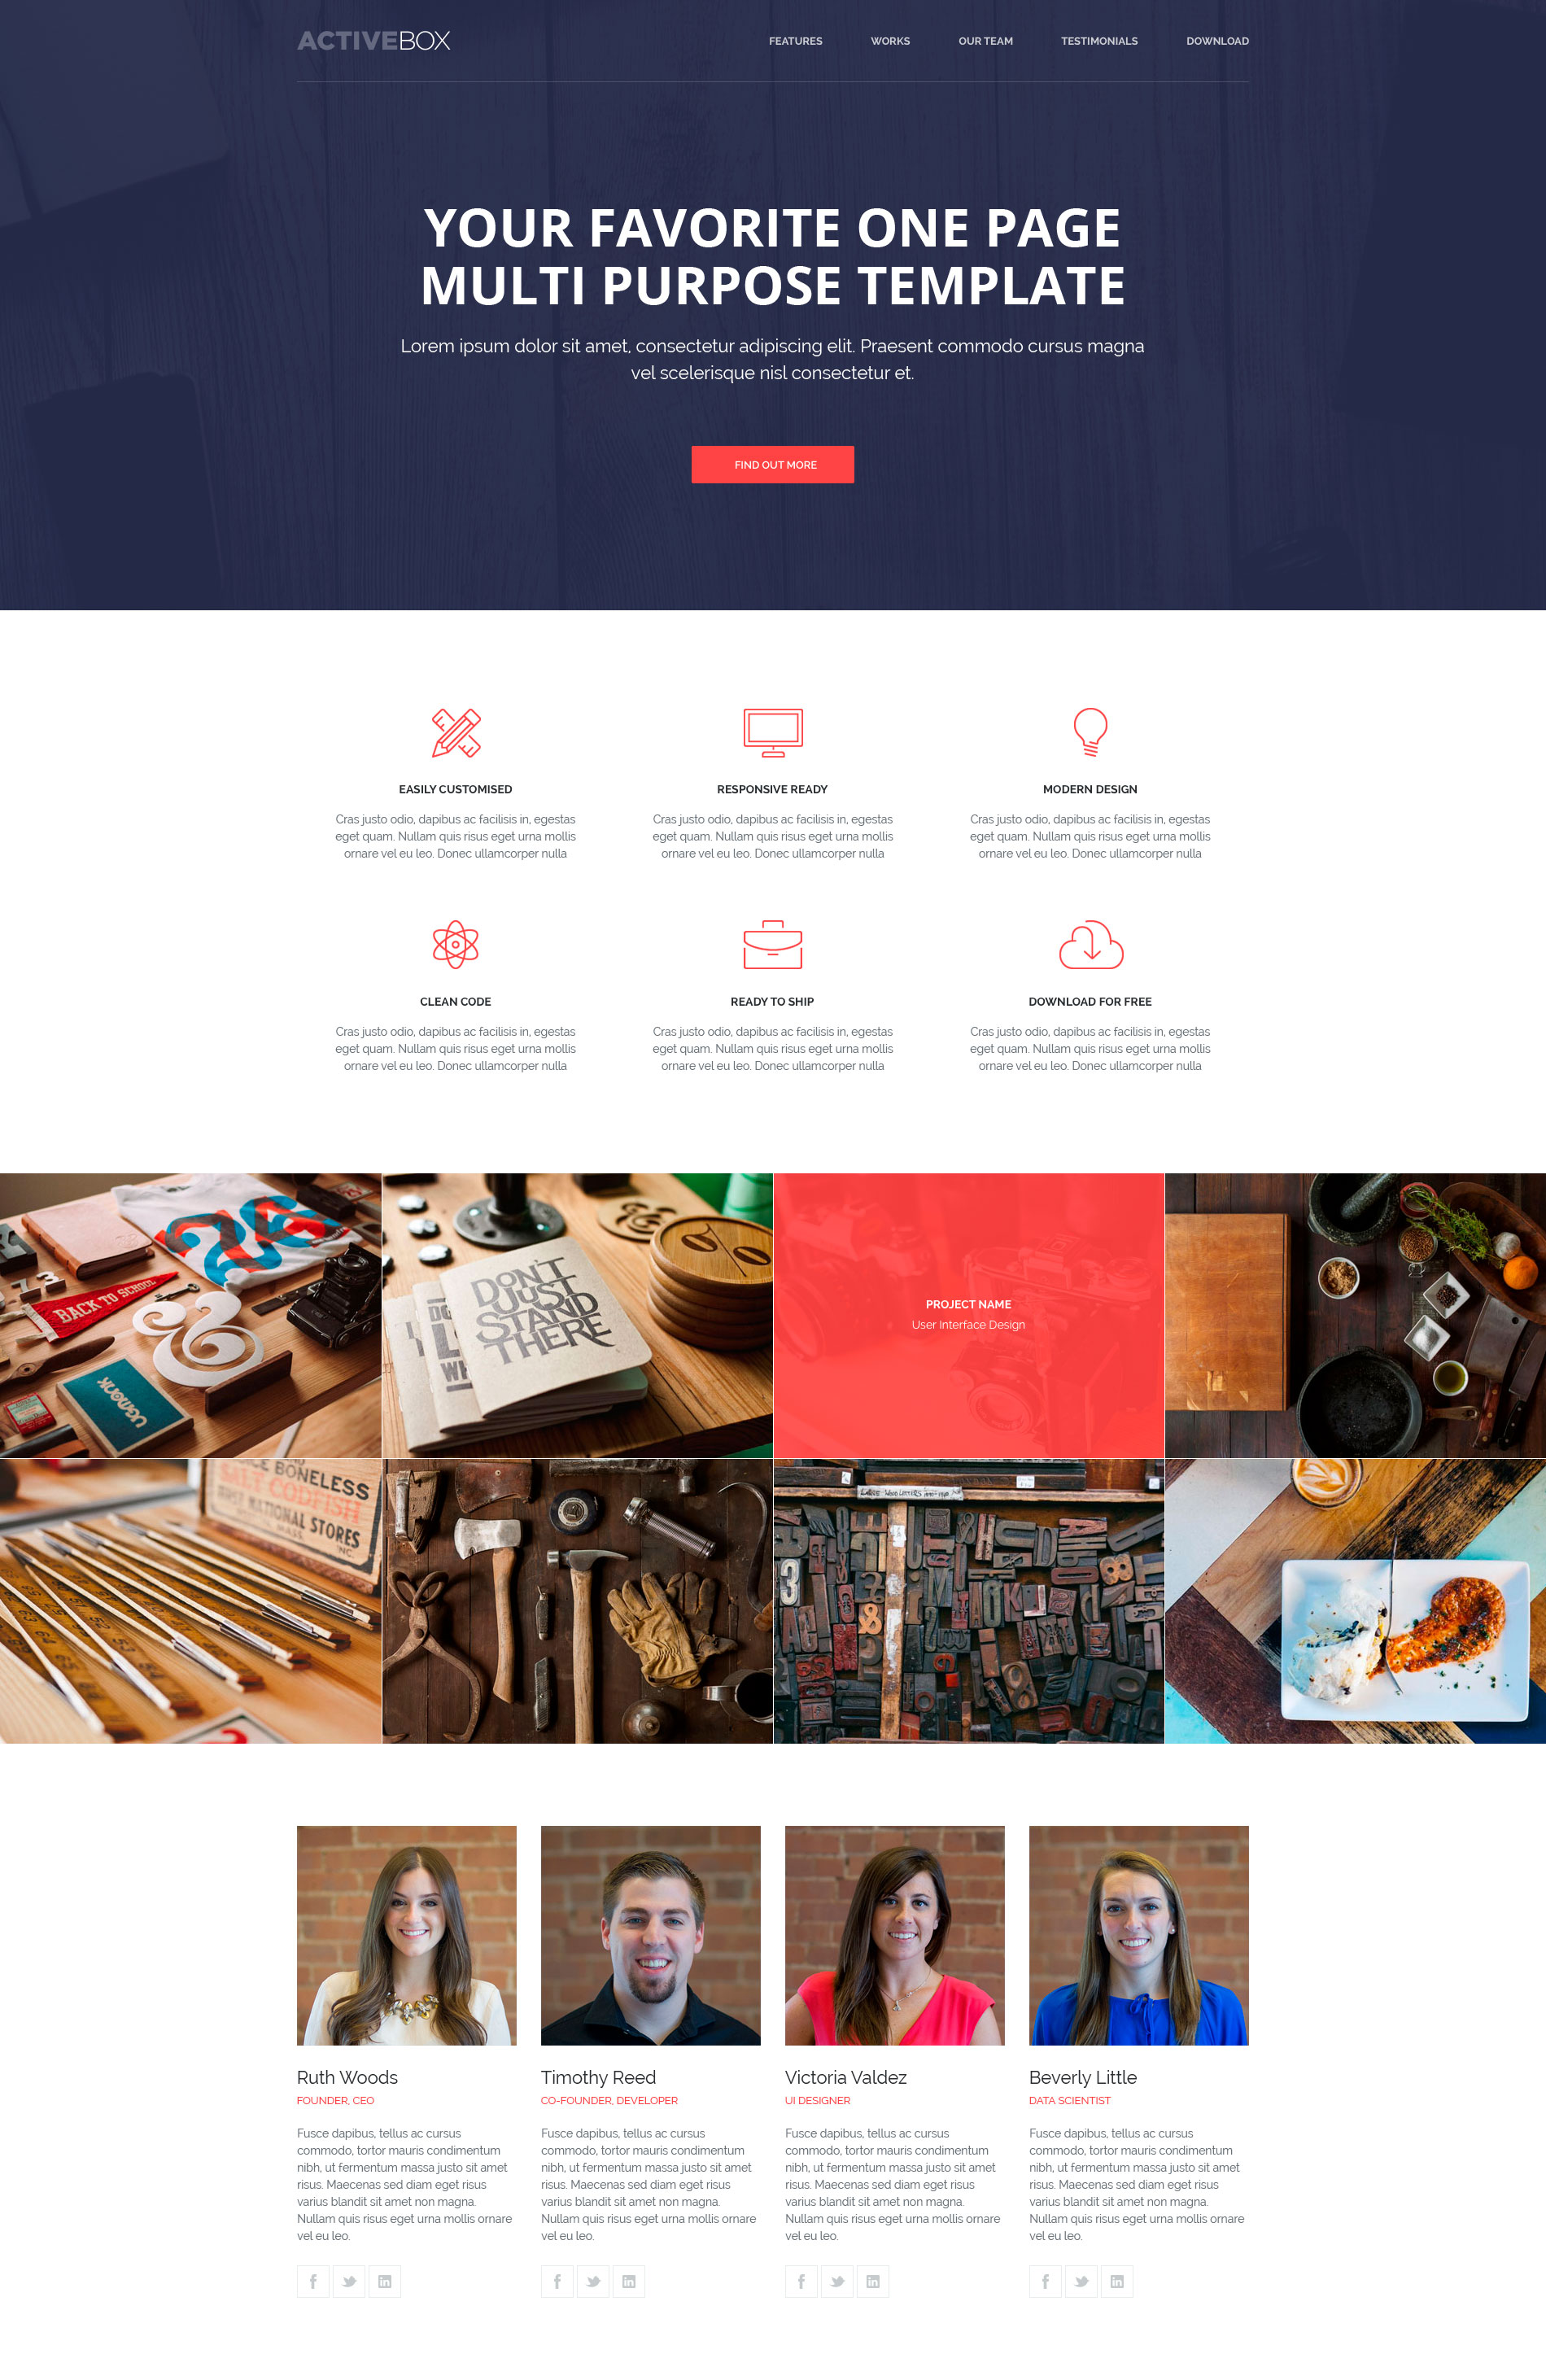 ACTIVEBOX
FEATURES
WORKS
OUR TEAM
TESTIMONIALS
DOWNLOAD
YOUR FAVORITE ONE PAGE
MULTI PURPOSE TEMPLATE
Lorem ipsum dolor sit amet, consectetur adipiscing elit. Praesent commodo cursus magna
vel scelerisque nisl consectetur et.
FIND OUT MORE
EASILY CUSTOMISED
Cras justo odio, dapibus ac facilisis in, egestas
eget quam. Nullam quis risus eget urna mollis
ornare vel eu leo. Donec ullamcorper nulla
RESPONSIVE READY
Cras justo odio, dapibus ac facilisis in, egestas
eget quam. Nullam quis risus eget urna mollis
ornare vel eu leo. Donec ullamcorper nulla
MODERN DESIGN
Cras justo odio, dapibus ac facilisis in, egestas
eget quam. Nullam quis risus eget urna mollis
ornare vel eu leo. Donec ullamcorper nulla
CLEAN CODE
Cras justo odio, dapibus ac facilisis in, egestas
eget quam. Nullam quis risus eget urna mollis
ornare vel eu leo. Donec ullamcorper nulla
READY TO SHIP
Cras justo odio, dapibus ac facilisis in, egestas
eget quam. Nullam quis risus eget urna mollis
ornare vel eu leo. Donec ullamcorper nulla
DOWNLOAD FOR FREE
Cras justo odio, dapibus ac facilisis in, egestas
eget quam. Nullam quis risus eget urna mollis
ornare vel eu leo. Donec ullamcorper nulla
73
BACK TO SCHOOL
&
UGMONK
&
%
DON'T
JUST
STAND
THERE
PROJECT NAME
User Interface Design
BONELESS
SALT CODFISH
NATIONAL STORES
MASS.
INC.
3
&
8
Ruth Woods
FOUNDER, CEO
Fusce dapibus, tellus ac cursus
commodo, tortor mauris condimentum
nibh, ut fermentum massa justo sit amet
risus. Maecenas sed diam eget risus
varius blandit sit amet non magna.
Nullam quis risus eget urna mollis ornare
vel eu leo.
Timothy Reed
CO-FOUNDER, DEVELOPER
Fusce dapibus, tellus ac cursus
commodo, tortor mauris condimentum
nibh, ut fermentum massa justo sit amet
risus. Maecenas sed diam eget risus
varius blandit sit amet non magna.
Nullam quis risus eget urna mollis ornare
vel eu leo.
Victoria Valdez
UI DESIGNER
Fusce dapibus, tellus ac cursus
commodo, tortor mauris condimentum
nibh, ut fermentum massa justo sit amet
risus. Maecenas sed diam eget risus
varius blandit sit amet non magna.
Nullam quis risus eget urna mollis ornare
vel eu leo.
Beverly Little
DATA SCIENTIST
Fusce dapibus, tellus ac cursus
commodo, tortor mauris condimentum
nibh, ut fermentum massa justo sit amet
risus. Maecenas sed diam eget risus
varius blandit sit amet non magna.
Nullam quis risus eget urna mollis ornare
vel eu leo.